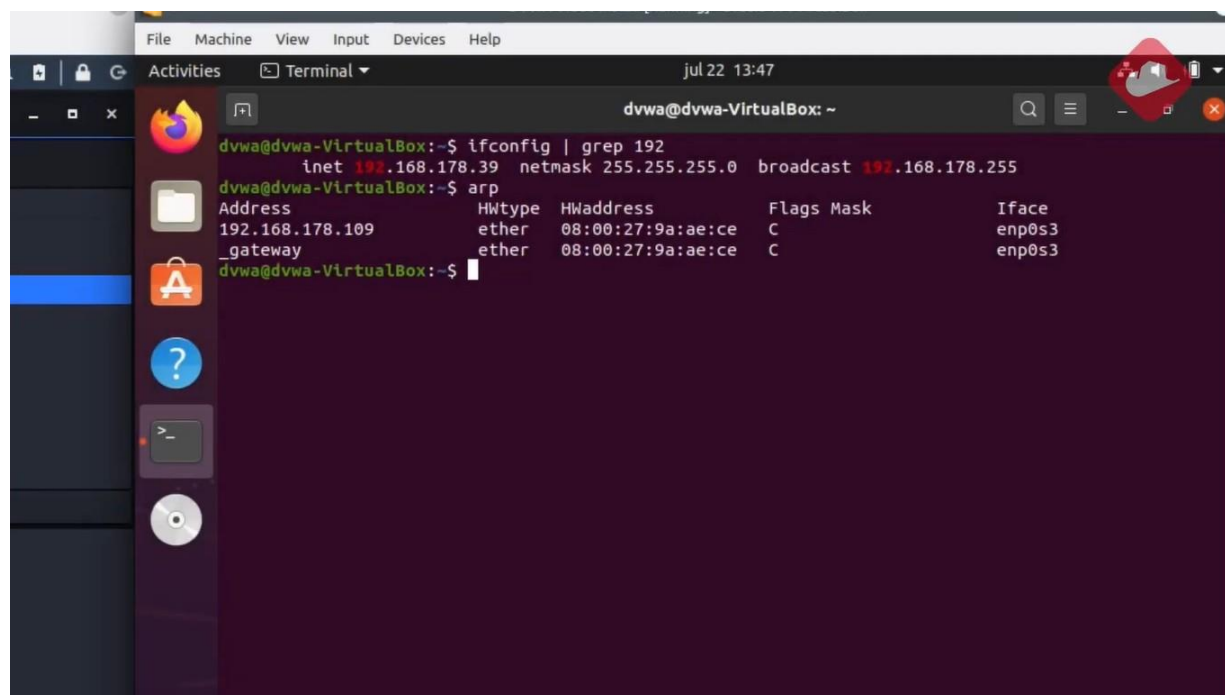 File Machine View Input Devices Help
Activities Terminal jul 22 13:47
dvwa@dvwa-VirtualBox: ~
dvwa@dvwa-VirtualBox:~$ ifconfig | grep 192
inet 192.168.178.39 netmask 255.255.255.0 broadcast 192.168.178.255
dvwa@dvwa-VirtualBox:~$ arp
Address HWtype HWaddress Flags Mask Iface
192.168.178.109 ether 08:00:27:9a:ae:ce C enp0s3
_gateway ether 08:00:27:9a:ae:ce C enp0s3
dvwa@dvwa-VirtualBox:~$